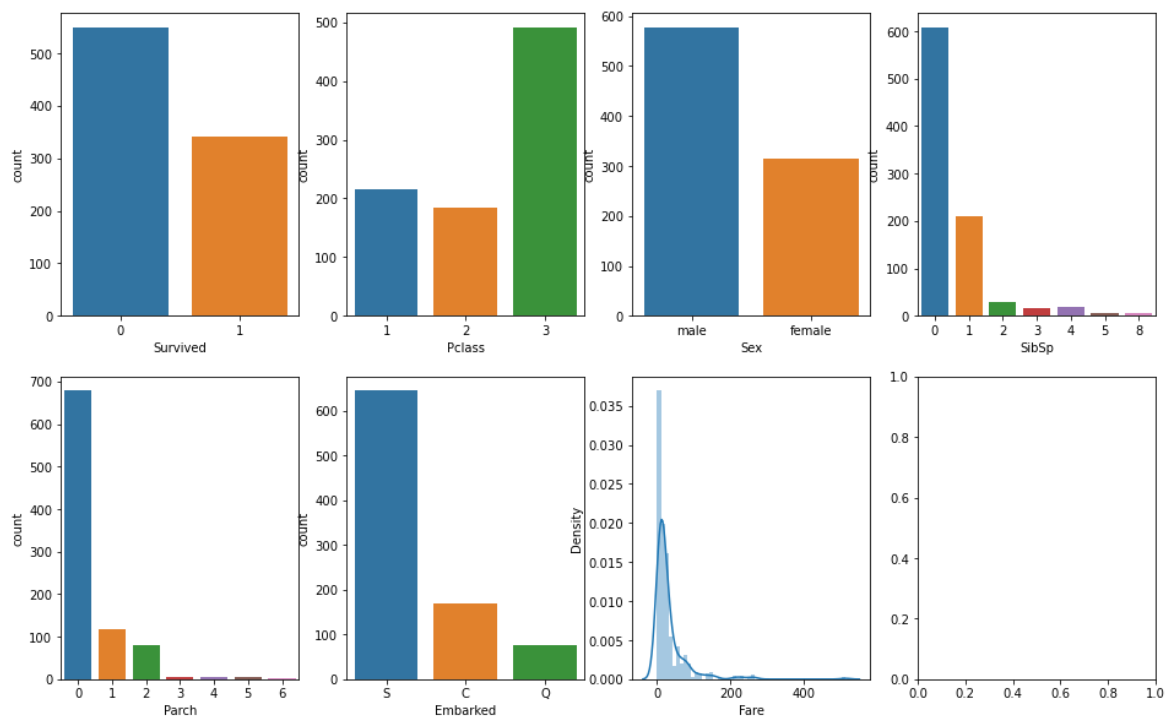 count
500
400
300
200
100
0
0 1
Survived
count
500
400
300
200
100
0
1 2 3
Pclass
count
600
500
400
300
200
100
0
male female
Sex
count
600
500
400
300
200
100
0
0 1 2 3 4 5 8
SibSp
count
700
600
500
400
300
200
100
0
0 1 2 3 4 5 6
Parch
count
600
500
400
300
200
100
0
S C Q
Embarked
Density
0.035
0.030
0.025
0.020
0.015
0.010
0.005
0.000
0 200 400
Fare
1.0
0.8
0.6
0.4
0.2
0.0
0.0 0.2 0.4 0.6 0.8 1.0